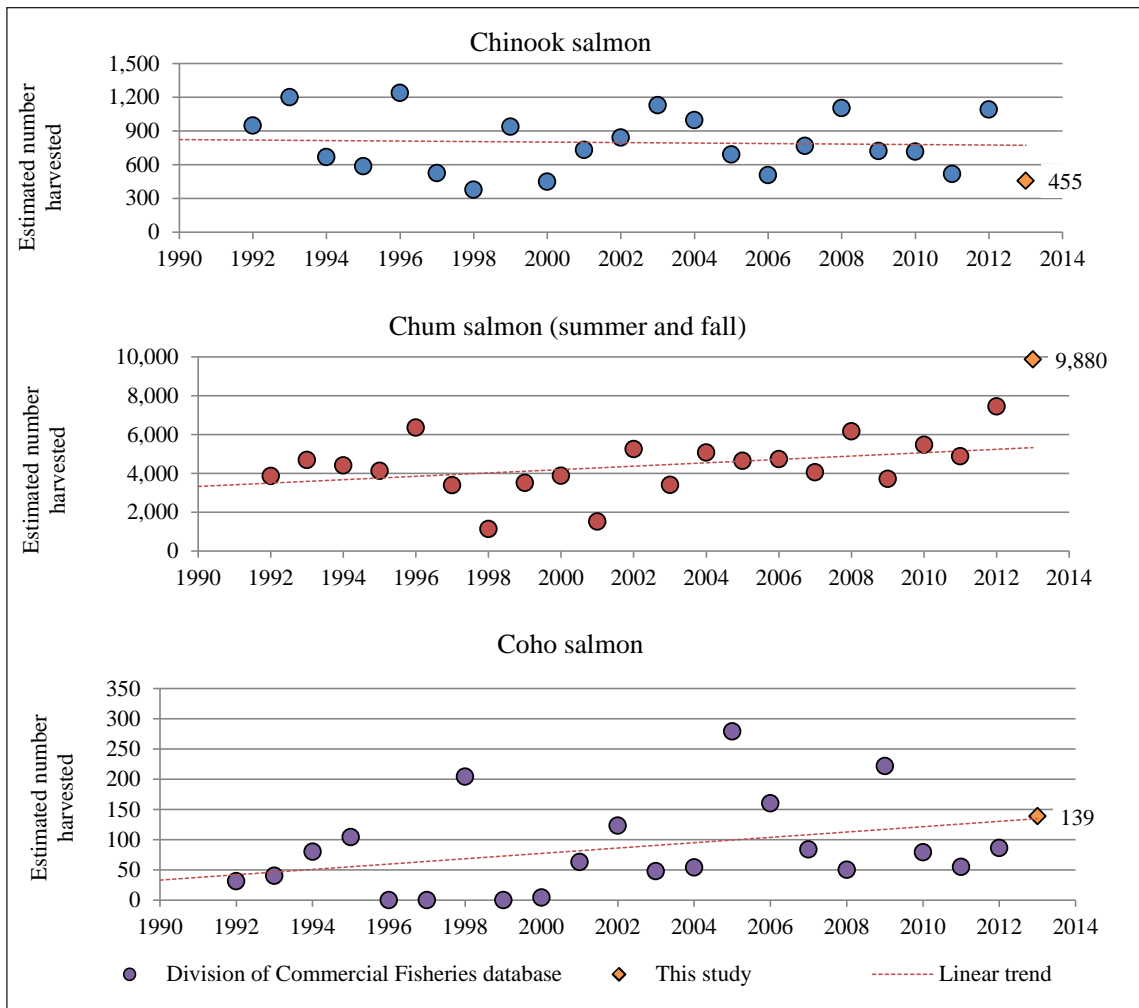 Chinook salmon
Estimated number
harvested
1,500
1,200
900
600
300
0
455
1990 1992 1994 1996 1998 2000 2002 2004 2006 2008 2010 2012 2014
Chum salmon (summer and fall)
Estimated number
harvested
10,000
8,000
6,000
4,000
2,000
0
9,880
1990 1992 1994 1996 1998 2000 2002 2004 2006 2008 2010 2012 2014
Coho salmon
Estimated number
harvested
350
300
250
200
150
100
50
0
139
1990 1992 1994 1996 1998 2000 2002 2004 2006 2008 2010 2012 2014
Division of Commercial Fisheries database This study Linear trend